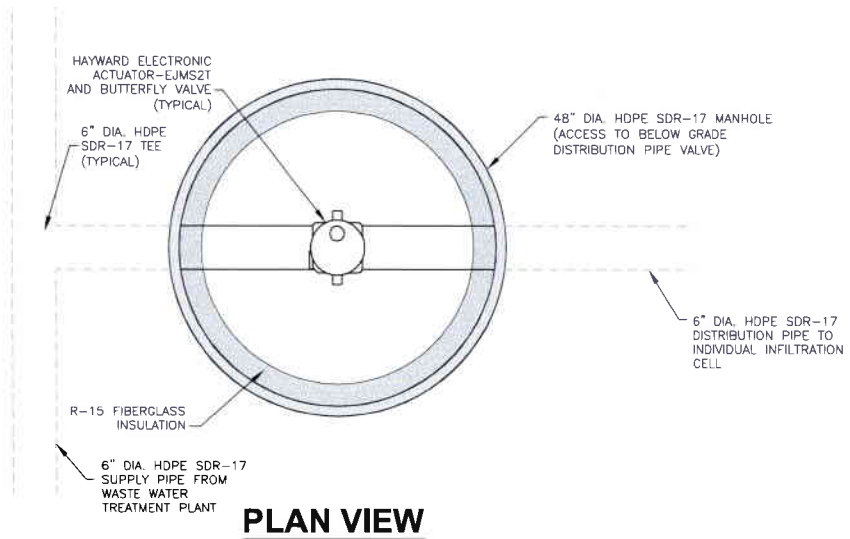 HAYWARD ELECTRONIC
ACTUATOR-EJMS2T
AND BUTTERFLY VALVE
(TYPICAL)
6" DIA. HDPE
SDR-17 TEE
(TYPICAL)
48" DIA. HDPE SDR-17 MANHOLE
(ACCESS TO BELOW GRADE
DISTRIBUTION PIPE VALVE)
6" DIA. HDPE SDR-17
DISTRIBUTION PIPE TO
INDIVIDUAL INFILTRATION
CELL
R-15 FIBERGLASS
INSULATION
6" DIA. HDPE SDR-17
SUPPLY PIPE FROM
WASTE WATER
TREATMENT PLANT
PLAN VIEW